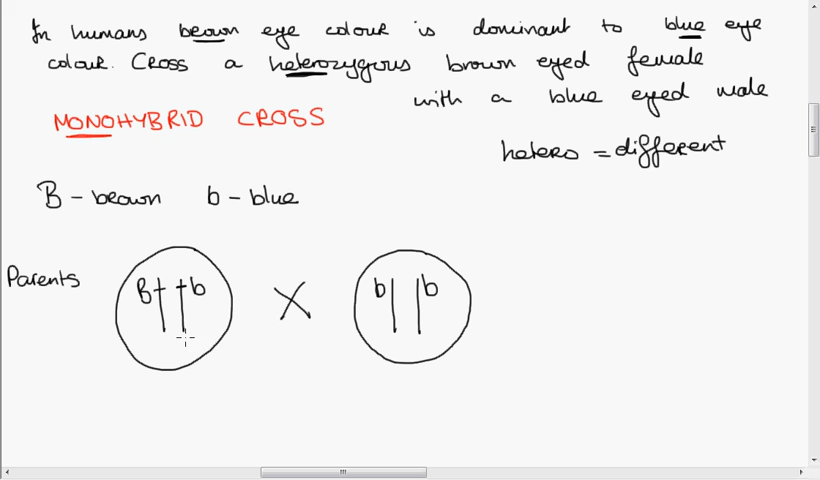 In humans brown eye colour is dominant to blue eye
colour. Cross a heterozygous brown eyed female
with a blue eyed male
MONOHYBRID CROSS
hetero = different
B - brown b - blue
Parents
B b X b b